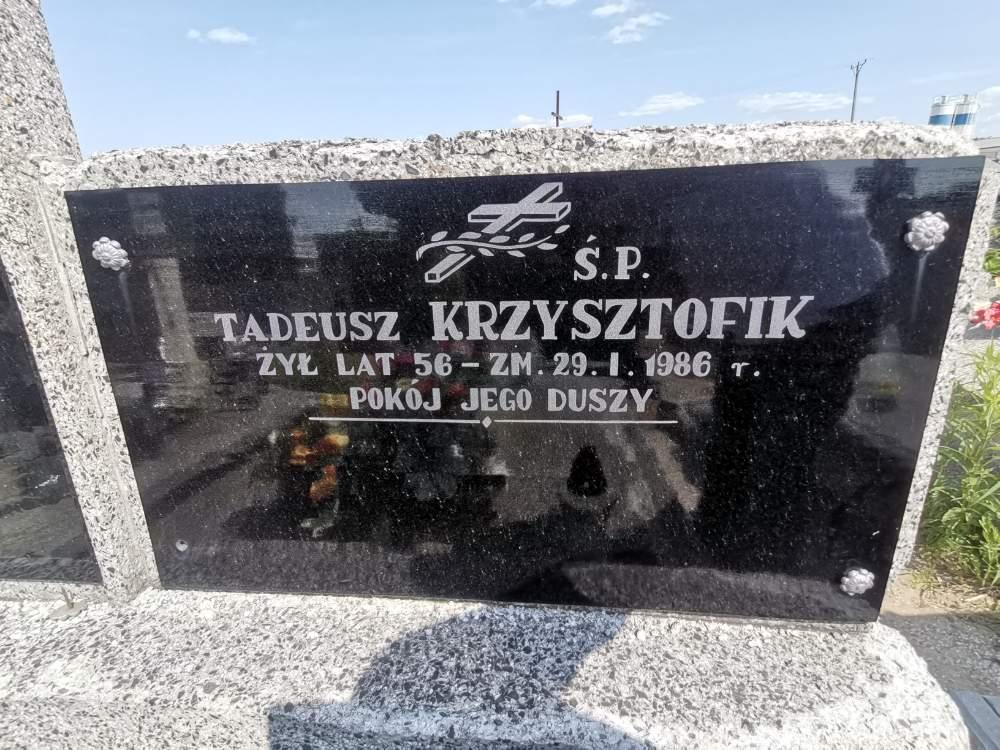 Ś.P.
TADEUSZ KRZYSZTOFIK
ŻYŁ LAT 56 – ZM. 29. I. 1986 r.
POKÓJ JEGO DUSZY